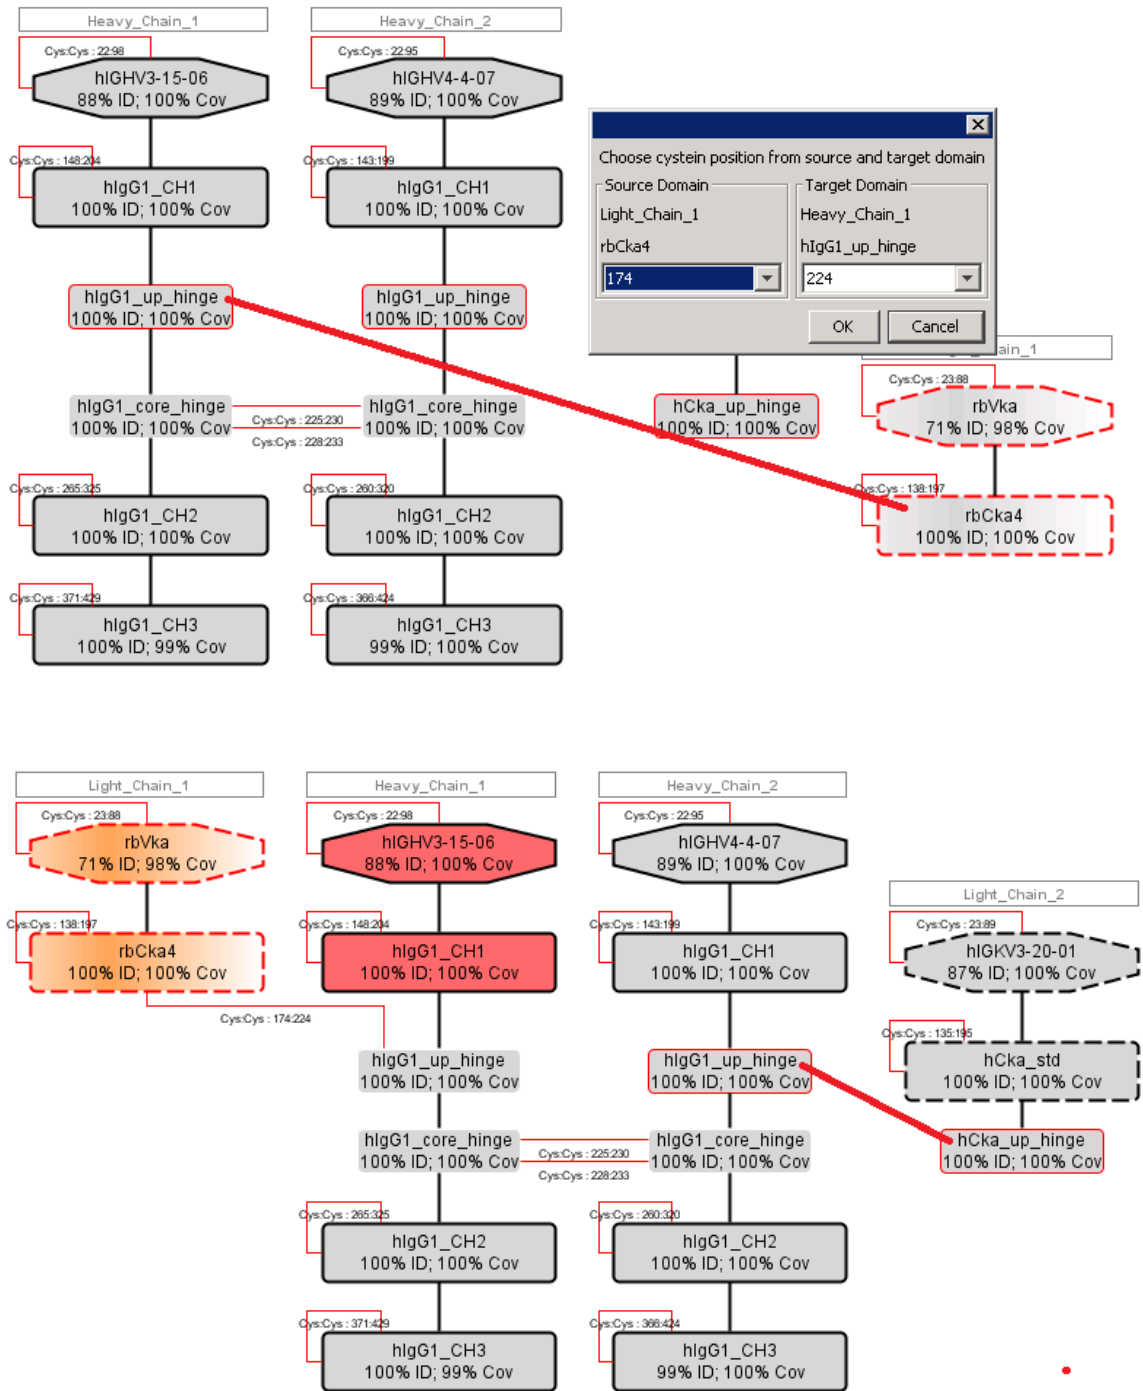 Heavy_Chain_1
Heavy_Chain_2
Cys:Cys : 22:98
Cys:Cys : 22:95
hIGHV3-15-06
88% ID; 100% Cov
hIGHV4-4-07
89% ID; 100% Cov
Cys:Cys : 148:204
Cys:Cys : 143:199
hIgG1_CH1
100% ID; 100% Cov
hIgG1_CH1
100% ID; 100% Cov
Choose cystein position from source and target domain
Source Domain
Target Domain
Light_Chain_1
Heavy_Chain_1
rbCka4
hIgG1_up_hinge
174
224
OK
Cancel
hIgG1_up_hinge
100% ID; 100% Cov
hIgG1_up_hinge
100% ID; 100% Cov
ain_1
Cys:Cys : 23:88
rbVka
71% ID; 98% Cov
hIgG1_core_hinge
100% ID; 100% Cov
Cys:Cys : 225:230
Cys:Cys : 228:233
hIgG1_core_hinge
100% ID; 100% Cov
hCka_up_hinge
100% ID; 100% Cov
Cys:Cys : 265:325
Cys:Cys : 260:320
Cys:Cys : 138:197
hIgG1_CH2
100% ID; 100% Cov
hIgG1_CH2
100% ID; 100% Cov
rbCka4
100% ID; 100% Cov
Cys:Cys : 371:429
Cys:Cys : 366:424
hIgG1_CH3
100% ID; 99% Cov
hIgG1_CH3
99% ID; 100% Cov
Light_Chain_1
Heavy_Chain_1
Heavy_Chain_2
Cys:Cys : 23:88
Cys:Cys : 22:98
Cys:Cys : 22:95
rbVka
71% ID; 98% Cov
hIGHV3-15-06
88% ID; 100% Cov
hIGHV4-4-07
89% ID; 100% Cov
Light_Chain_2
Cys:Cys : 23:89
Cys:Cys : 138:197
Cys:Cys : 148:204
Cys:Cys : 143:199
rbCka4
100% ID; 100% Cov
hIgG1_CH1
100% ID; 100% Cov
hIgG1_CH1
100% ID; 100% Cov
hIGKV3-20-01
87% ID; 100% Cov
Cys:Cys : 174:224
Cys:Cys : 135:195
hIgG1_up_hinge
100% ID; 100% Cov
hIgG1_up_hinge
100% ID; 100% Cov
hCka_std
100% ID; 100% Cov
hIgG1_core_hinge
100% ID; 100% Cov
Cys:Cys : 225:230
Cys:Cys : 228:233
hIgG1_core_hinge
100% ID; 100% Cov
hCka_up_hinge
100% ID; 100% Cov
Cys:Cys : 265:325
Cys:Cys : 260:320
hIgG1_CH2
100% ID; 100% Cov
hIgG1_CH2
100% ID; 100% Cov
Cys:Cys : 371:429
Cys:Cys : 366:424
hIgG1_CH3
100% ID; 99% Cov
hIgG1_CH3
99% ID; 100% Cov